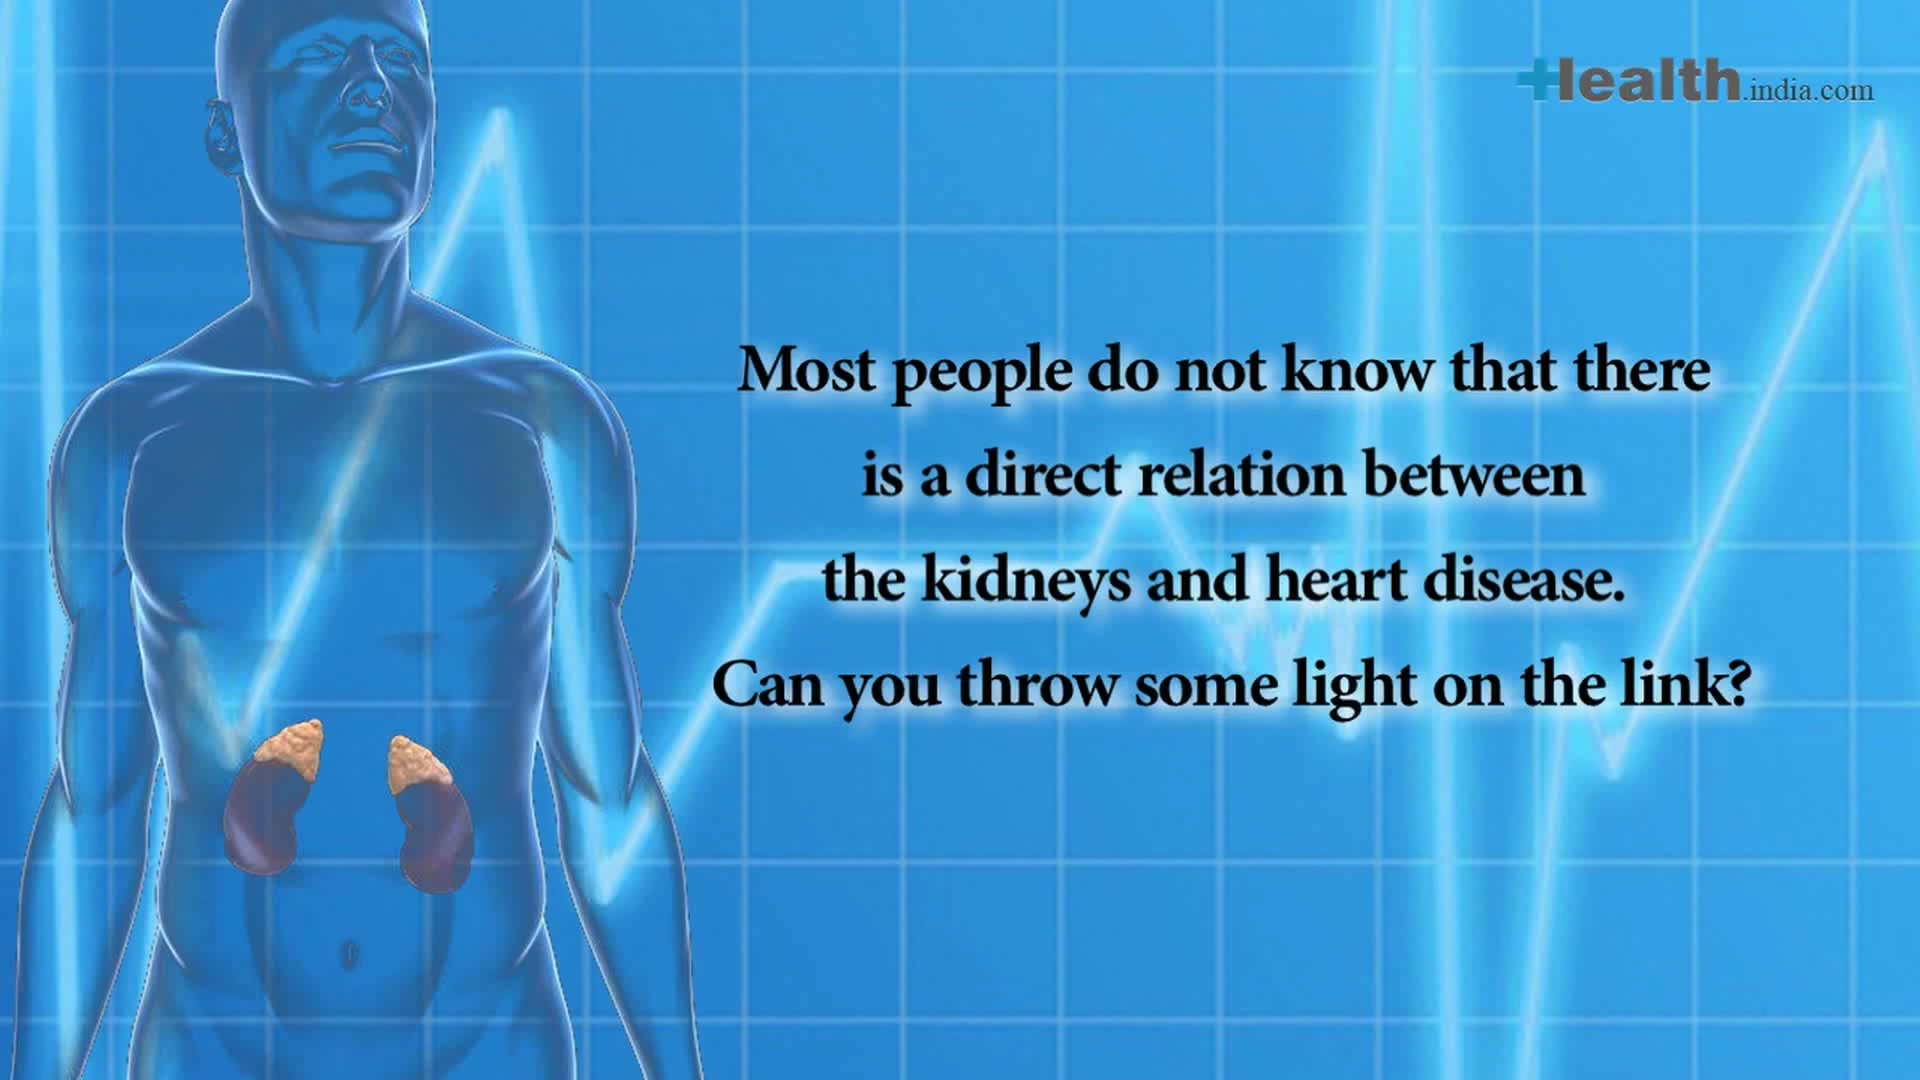 Health.india.com
Most people do not know that there
is a direct relation between
the kidneys and heart disease.
Can you throw some light on the link?